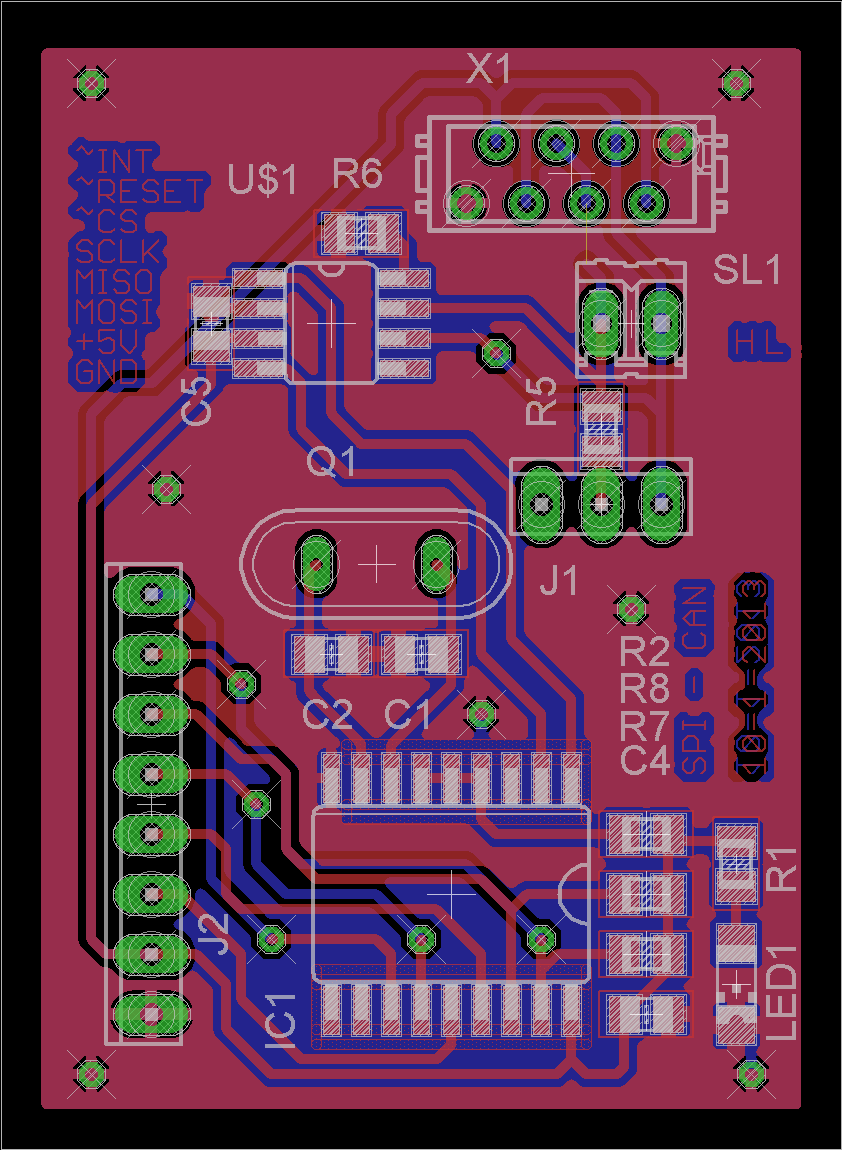 X1
~INT
~RESET
~CS
SCLK
MISO
MOSI
+5V
GND
U$1
R6
SL1
HL
C5
R5
Q1
J1
R2
R8
R7
C4
SPI - CAN
10-1-2013
C2
C1
R1
J2
LED1
IC1